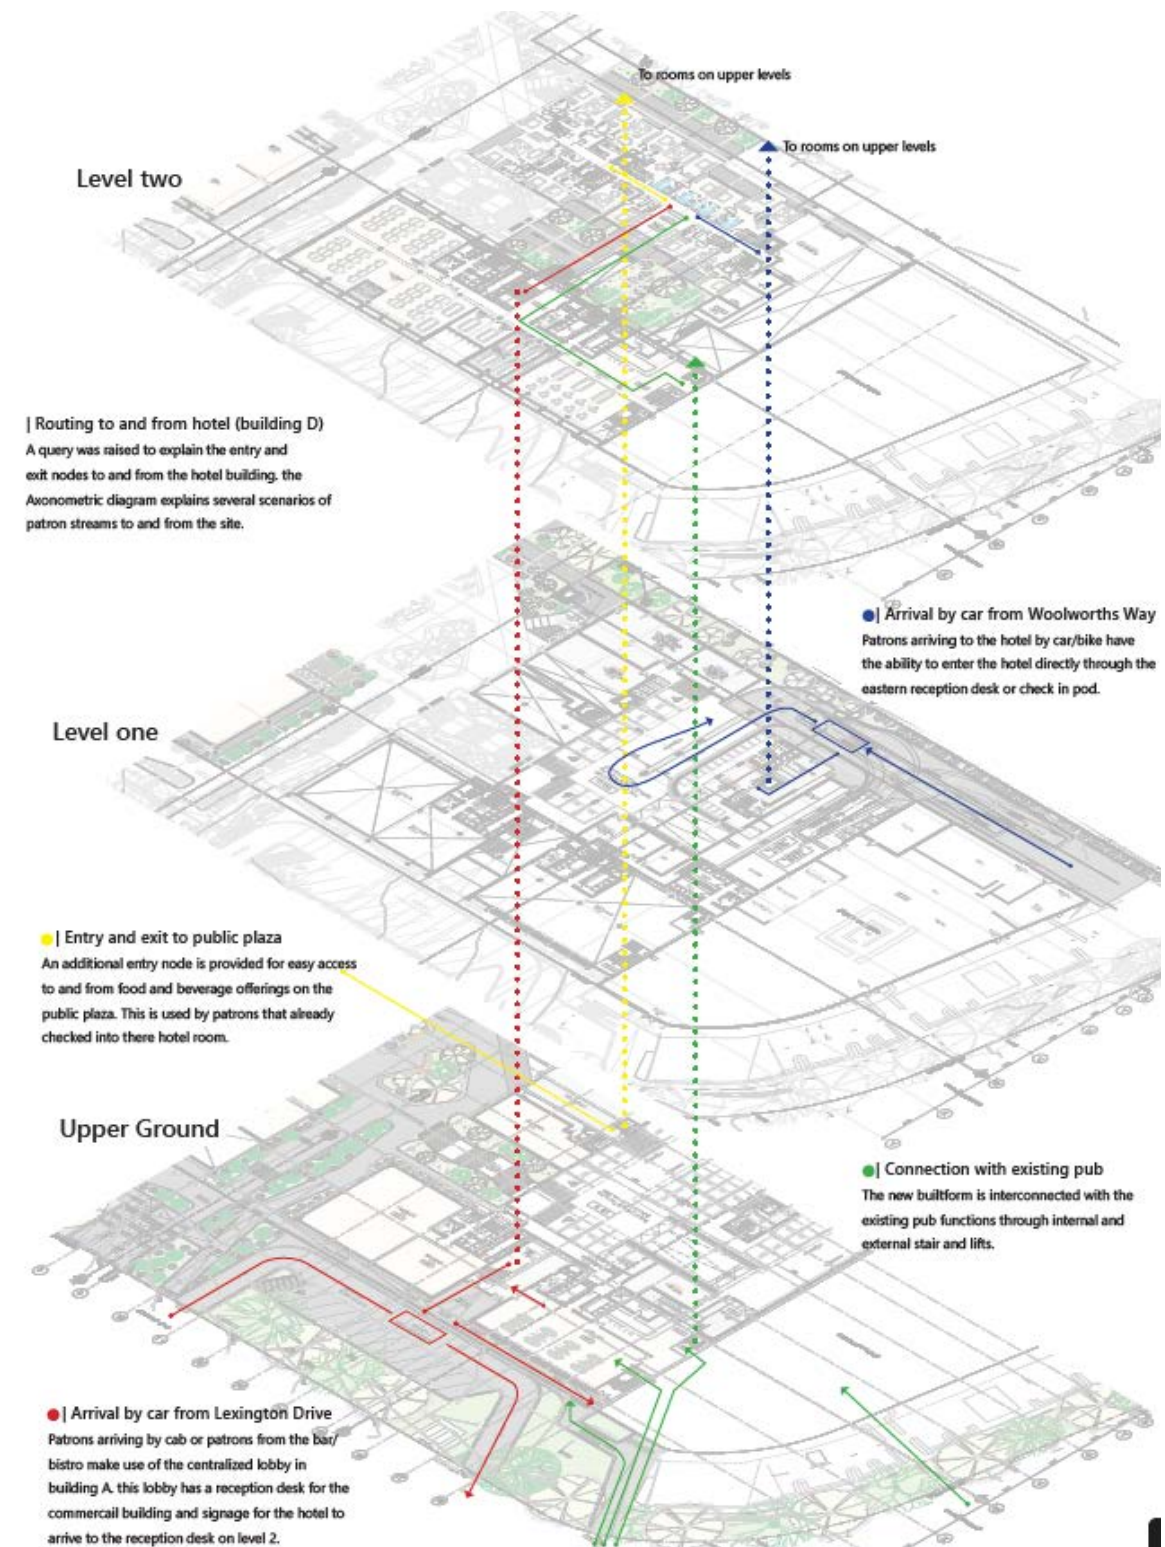 To rooms on upper levels
To rooms on upper levels
Level two
| Routing to and from hotel (building D)
A query was raised to explain the entry and
exit nodes to and from the hotel building. the
Axonometric diagram explains several scenarios of
patron streams to and from the site.
| Arrival by car from Woolworths Way
Patrons arriving to the hotel by car/bike have
the ability to enter the hotel directly through the
eastern reception desk or check in pod.
Level one
| Entry and exit to public plaza
An additional entry node is provided for easy access
to and from food and beverage offerings on the
public plaza. This is used by patrons that already
checked into there hotel room.
Upper Ground
| Connection with existing pub
The new builtform is interconnected with the
existing pub functions through internal and
external stair and lifts.
| Arrival by car from Lexington Drive
Patrons arriving by cab or patrons from the bar/
bistro make use of the centralized lobby in
building A. this lobby has a reception desk for the
commercail building and signage for the hotel to
arrive to the reception desk on level 2.